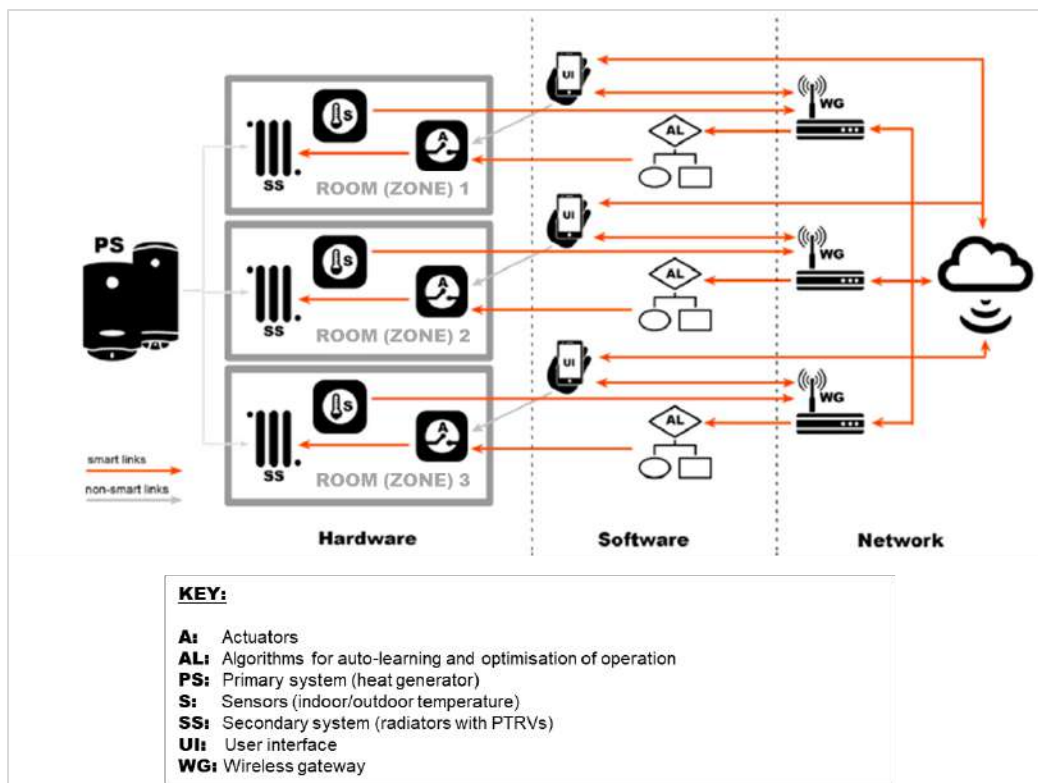 UI
WG
S
A
AL
SS
ROOM (ZONE) 1
UI
PS
WG
S
A
AL
SS
ROOM (ZONE) 2
UI
WG
S
A
AL
SS
ROOM (ZONE) 3
smart links
non-smart links
Hardware
Software
Network
KEY:
A: Actuators
AL: Algorithms for auto-learning and optimisation of operation
PS: Primary system (heat generator)
S: Sensors (indoor/outdoor temperature)
SS: Secondary system (radiators with PTRVs)
UI: User interface
WG: Wireless gateway